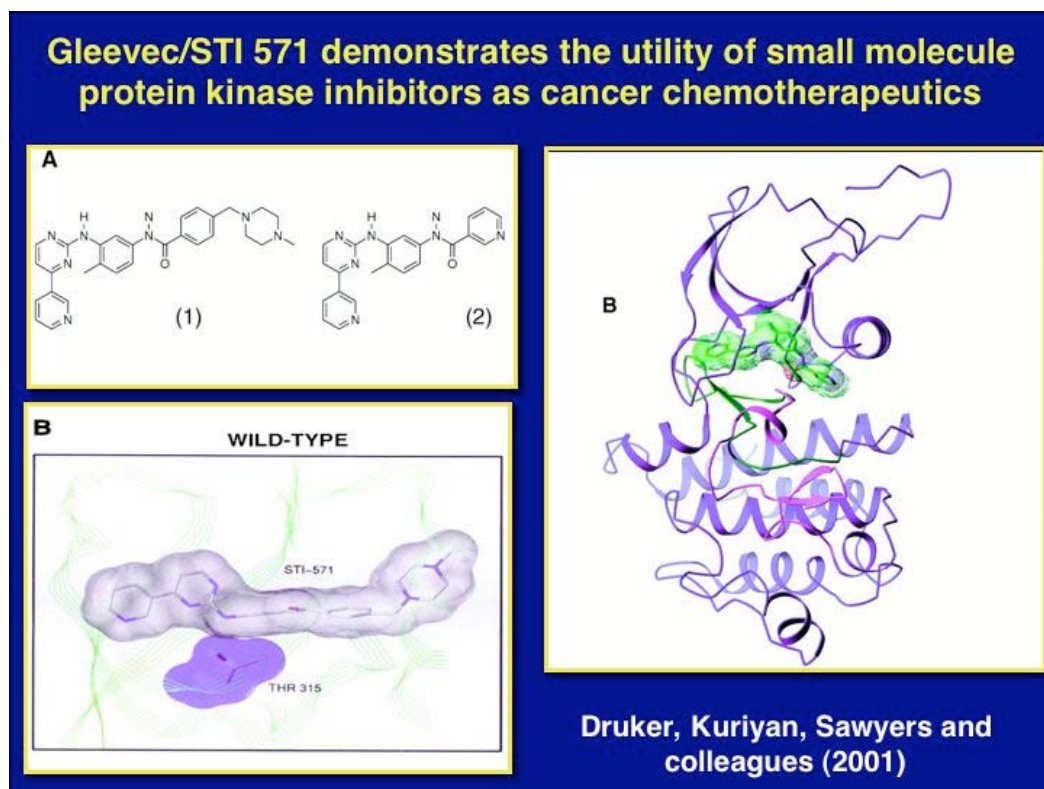 Gleevec/STI 571 demonstrates the utility of small molecule
protein kinase inhibitors as cancer chemotherapeutics
A
H
N
N
N
N
N
N
N
O
N
CH
(1)
H
N
N
N
N
N
N
O
N
(2)
B
WILD-TYPE
STI-571
THR 315
B
Druker, Kuriyan, Sawyers and
colleagues (2001)